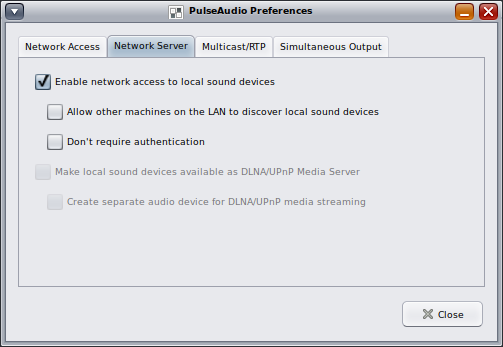 PulseAudio Preferences
Network Access
Network Server
Multicast/RTP
Simultaneous Output
Enable network access to local sound devices
Allow other machines on the LAN to discover local sound devices
Don't require authentication
Make local sound devices available as DLNA/UPnP Media Server
Create separate audio device for DLNA/UPnP media streaming
Close